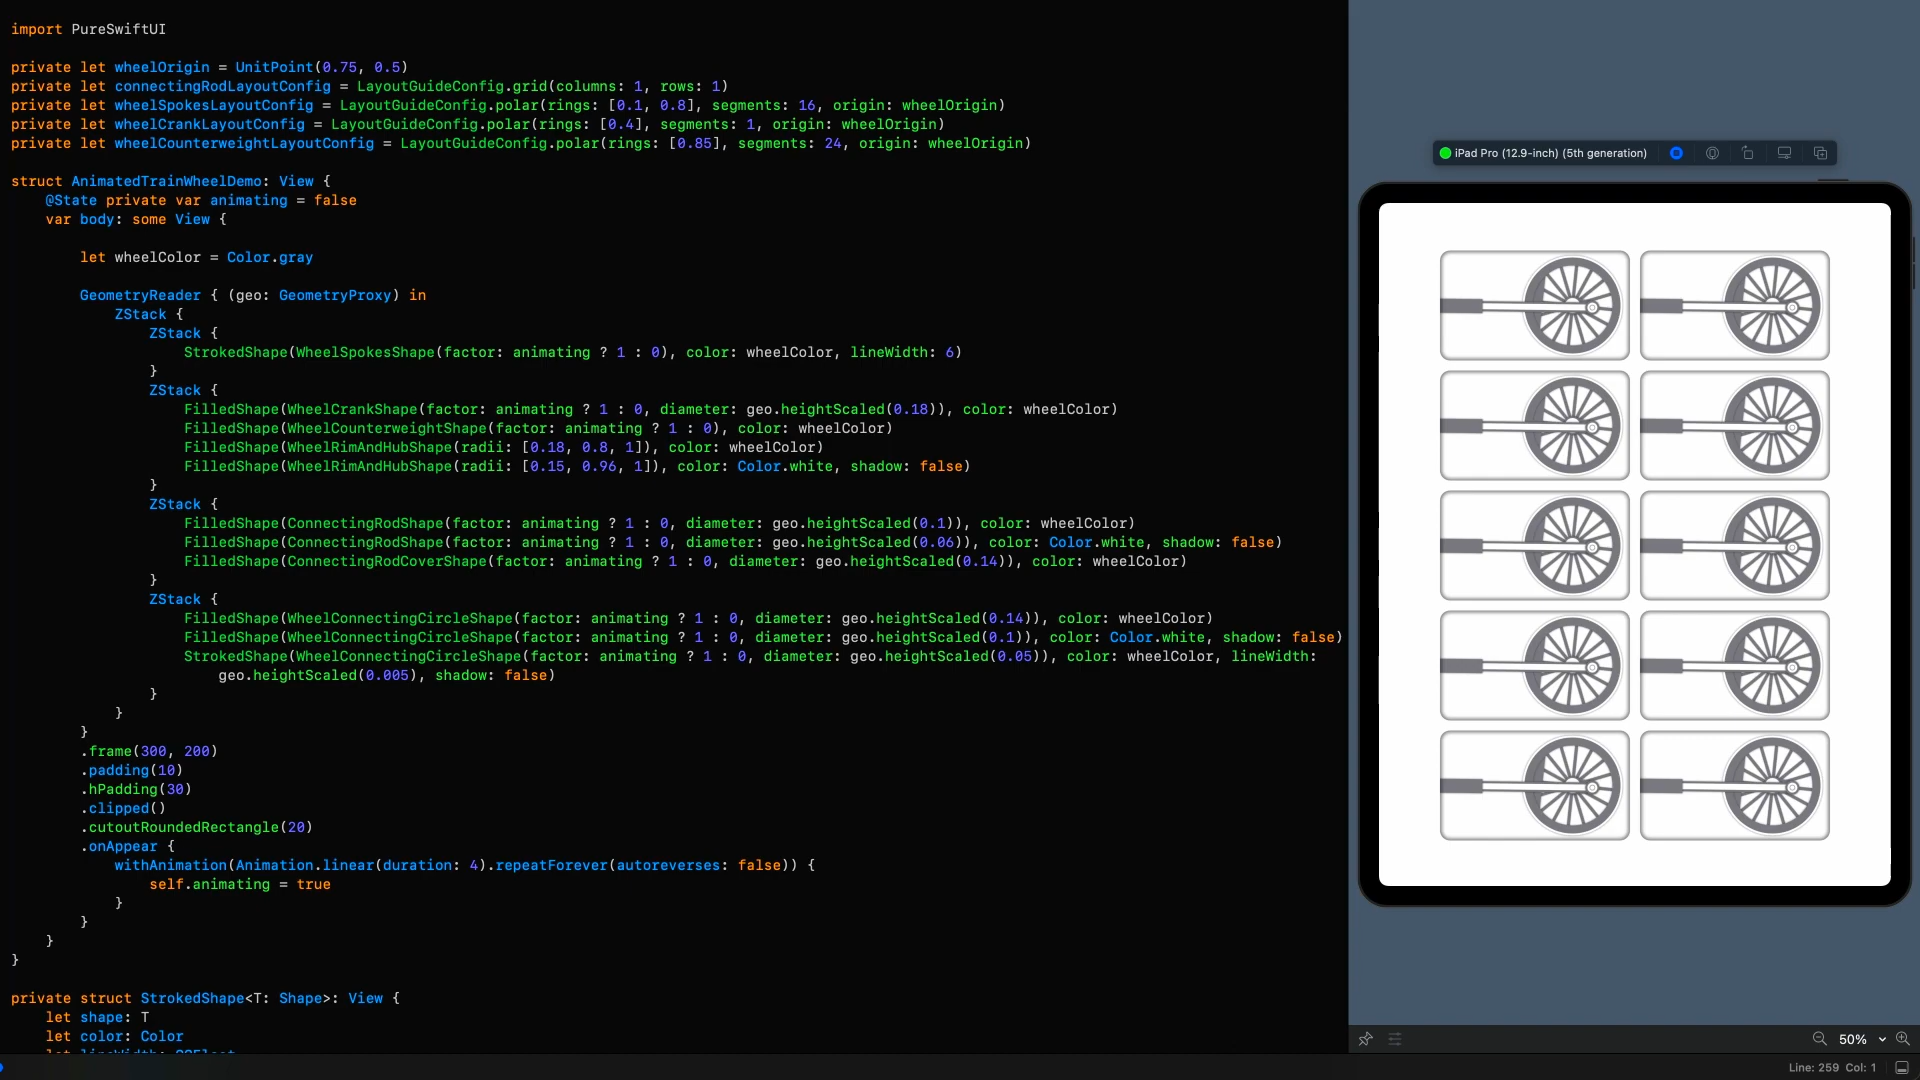 import PureSwiftUI
private let wheelOrigin = UnitPoint(0.75, 0.5)
private let connectingRodLayoutConfig = LayoutGuideConfig.grid(columns: 1, rows: 1)
private let wheelSpokesLayoutConfig = LayoutGuideConfig.polar(rings: [0.1, 0.8], segments: 16, origin: wheelOrigin)
private let wheelCrankLayoutConfig = LayoutGuideConfig.polar(rings: [0.4], segments: 1, origin: wheelOrigin)
private let wheelCounterweightLayoutConfig = LayoutGuideConfig.polar(rings: [0.85], segments: 24, origin: wheelOrigin)
struct AnimatedTrainWheelDemo: View {
@State private var animating = false
var body: some View {
let wheelColor = Color.gray
GeometryReader { (geo: GeometryProxy) in
ZStack {
ZStack {
StrokedShape(WheelSpokesShape(factor: animating ? 1 : 0), color: wheelColor, lineWidth: 6)
}
ZStack {
FilledShape(WheelCrankShape(factor: animating ? 1 : 0, diameter: geo.heightScaled(0.18)), color: wheelColor)
FilledShape(WheelCounterweightShape(factor: animating ? 1 : 0), color: wheelColor)
FilledShape(WheelRimAndHubShape(radii: [0.18, 0.8, 1]), color: wheelColor)
FilledShape(WheelRimAndHubShape(radii: [0.15, 0.96, 1]), color: Color.white, shadow: false)
}
ZStack {
FilledShape(ConnectingRodShape(factor: animating ? 1 : 0, diameter: geo.heightScaled(0.1)), color: wheelColor)
FilledShape(ConnectingRodShape(factor: animating ? 1 : 0, diameter: geo.heightScaled(0.06)), color: Color.white, shadow: false)
FilledShape(ConnectingRodCoverShape(factor: animating ? 1 : 0, diameter: geo.heightScaled(0.14)), color: wheelColor)
}
ZStack {
FilledShape(WheelConnectingCircleShape(factor: animating ? 1 : 0, diameter: geo.heightScaled(0.14)), color: wheelColor)
FilledShape(WheelConnectingCircleShape(factor: animating ? 1 : 0, diameter: geo.heightScaled(0.1)), color: Color.white, shadow: false)
StrokedShape(WheelConnectingCircleShape(factor: animating ? 1 : 0, diameter: geo.heightScaled(0.05)), color: wheelColor, lineWidth:
geo.heightScaled(0.005), shadow: false)
}
}
}
.frame(300, 200)
.padding(10)
.hPadding(30)
.clipped()
.cutoutRoundedRectangle(20)
.onAppear {
withAnimation(Animation.linear(duration: 4).repeatForever(autoreverses: false)) {
self.animating = true
}
}
}
}
private struct StrokedShape<T: Shape>: View {
let shape: T
let color: Color
let lineWidth: CGFloat
iPad Pro (12.9-inch) (5th generation)
50%
Line: 259 Col: 1